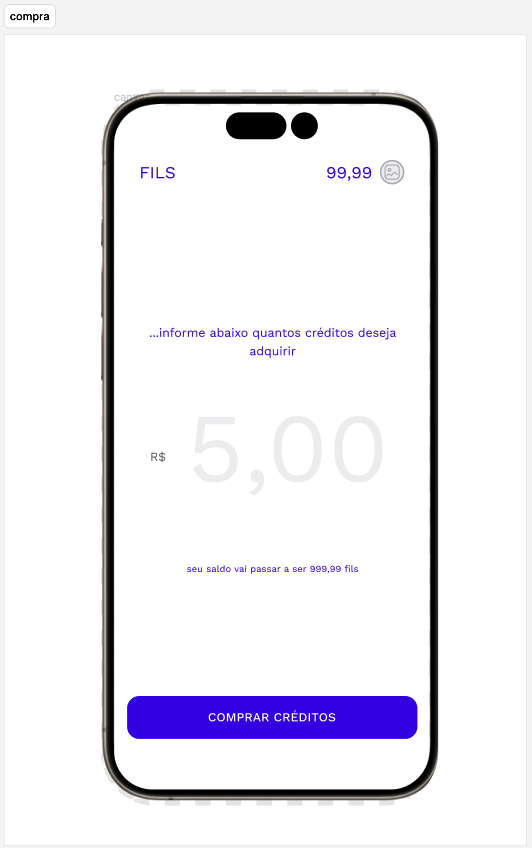 compra
FILS 99,99
...informe abaixo quantos créditos deseja
adquirir
R$ 5,00
seu saldo vai passar a ser 999,99 fils
COMPRAR CRÉDITOS